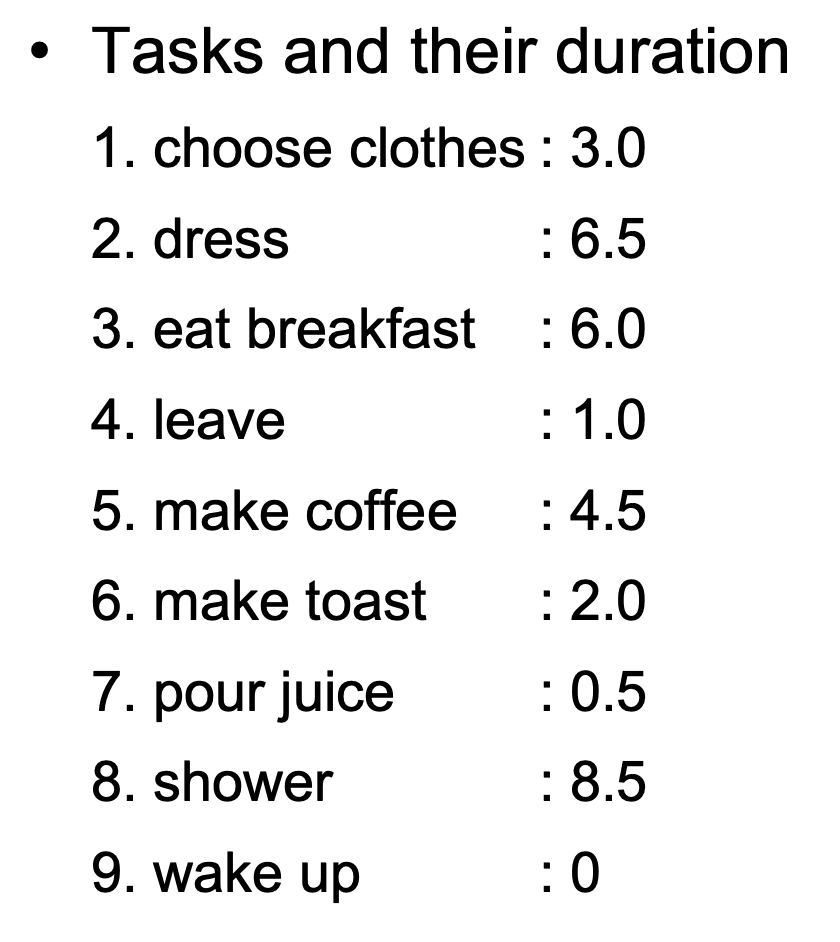 • Tasks and their duration
1. choose clothes : 3.0
2. dress : 6.5
3. eat breakfast : 6.0
4. leave : 1.0
5. make coffee : 4.5
6. make toast : 2.0
7. pour juice : 0.5
8. shower : 8.5
9. wake up : 0